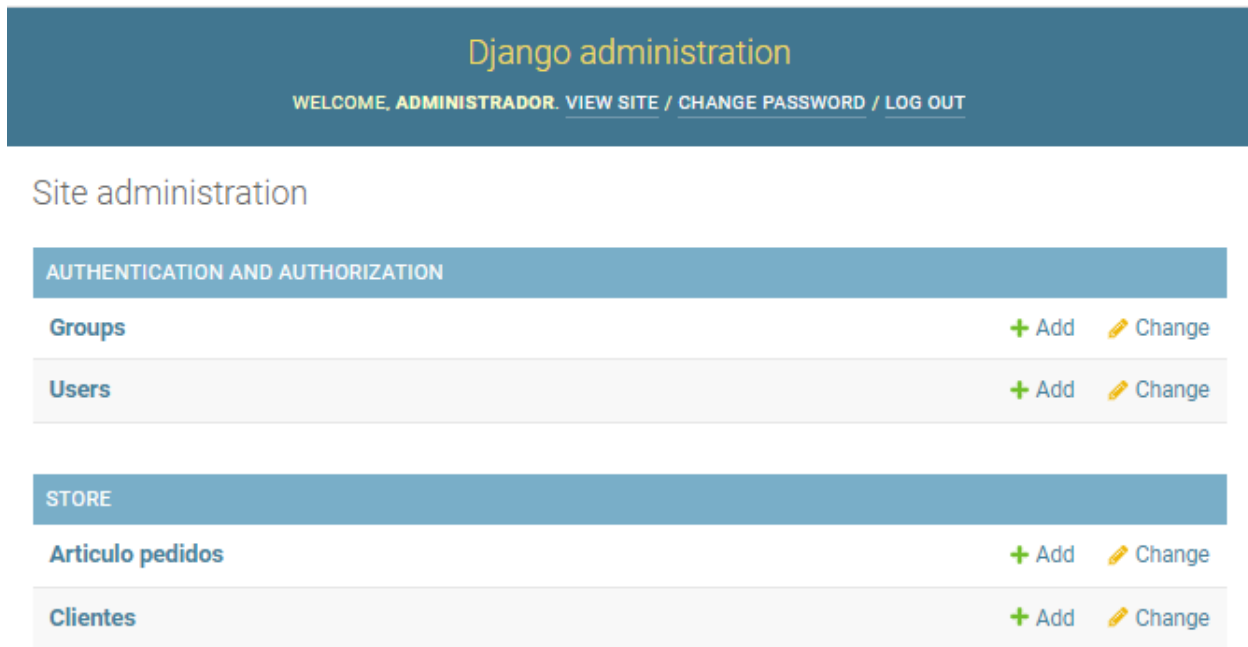 Django administration
WELCOME, ADMINISTRADOR. VIEW SITE / CHANGE PASSWORD / LOG OUT
Site administration
AUTHENTICATION AND AUTHORIZATION
Groups Add Change
Users Add Change
STORE
Articulo pedidos Add Change
Clientes Add Change